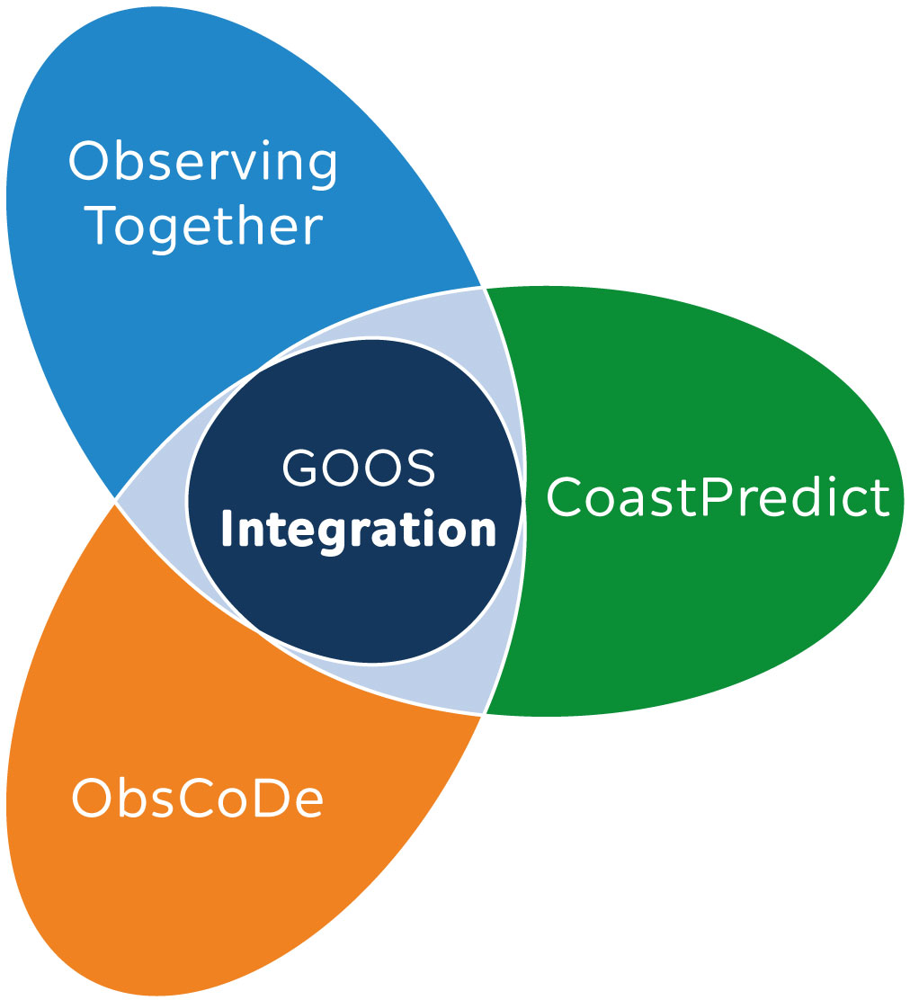 Observing
Together
GOOS
Integration
CoastPredict
ObsCoDe